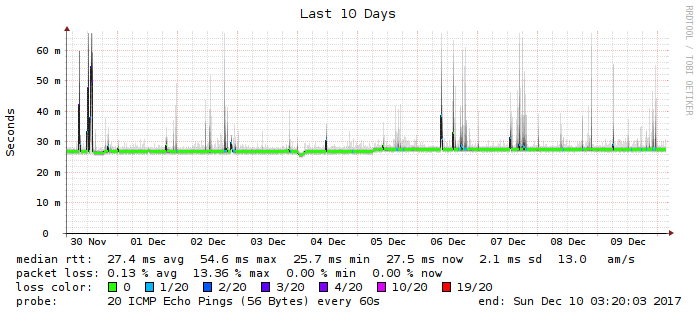 Last 10 Days
RRDTOOL / TOBI OETIKER
Seconds
60 m
50 m
40 m
30 m
20 m
10 m
0
30 Nov 01 Dec 02 Dec 03 Dec 04 Dec 05 Dec 06 Dec 07 Dec 08 Dec 09 Dec
median rtt: 27.4 ms avg 54.6 ms max 25.7 ms min 27.5 ms now 2.1 ms sd 13.0 am/s
packet loss: 0.13 % avg 13.36 % max 0.00 % min 0.00 % now
loss color: 0 1/20 2/20 3/20 4/20 10/20 19/20
probe: 20 ICMP Echo Pings (56 Bytes) every 60s end: Sun Dec 10 03:20:03 2017